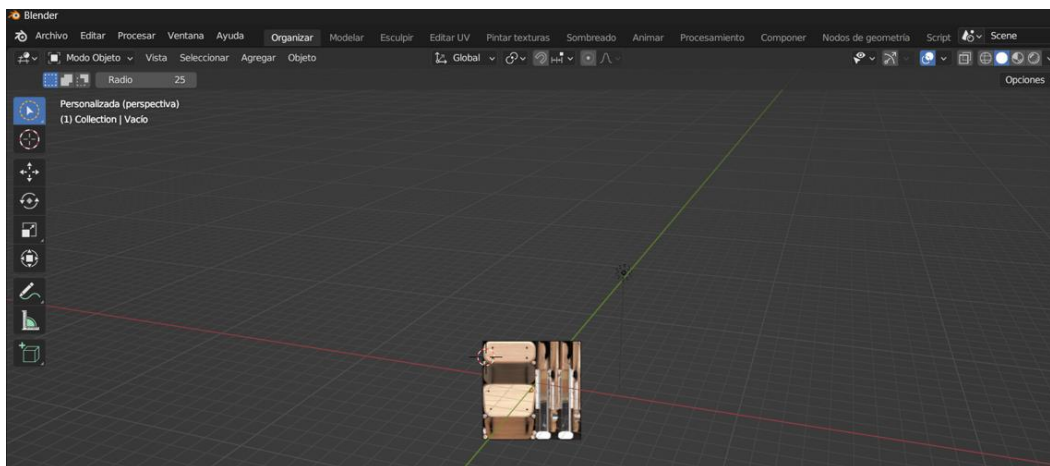 Blender
Archivo Editar Procesar Ventana Ayuda Organizar Modelar Esculpir Editar UV Pintar texturas Sombreado Animar Procesamiento Componer Nodos de geometría Script Scene
Modo Objeto Vista Seleccionar Agregar Objeto Global
Radio 25 Opciones
Personalizada (perspectiva)
(1) Collection | Vacío